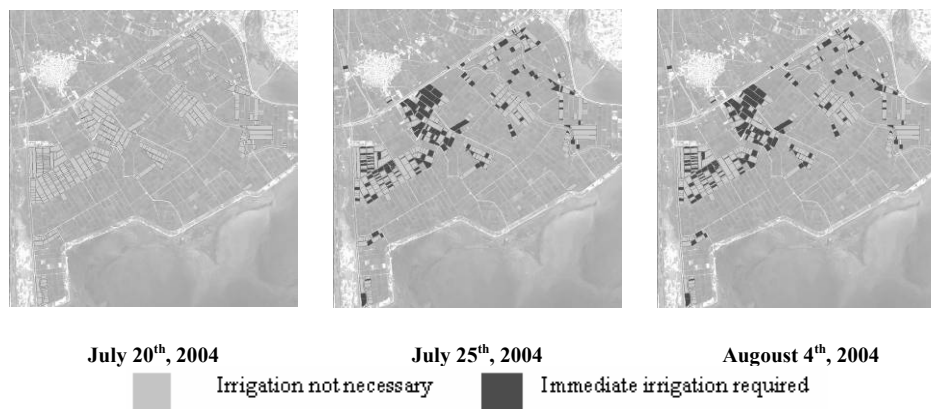 July 20th, 2004 July 25th, 2004 Augoust 4th, 2004
Irrigation not necessary Immediate irrigation required